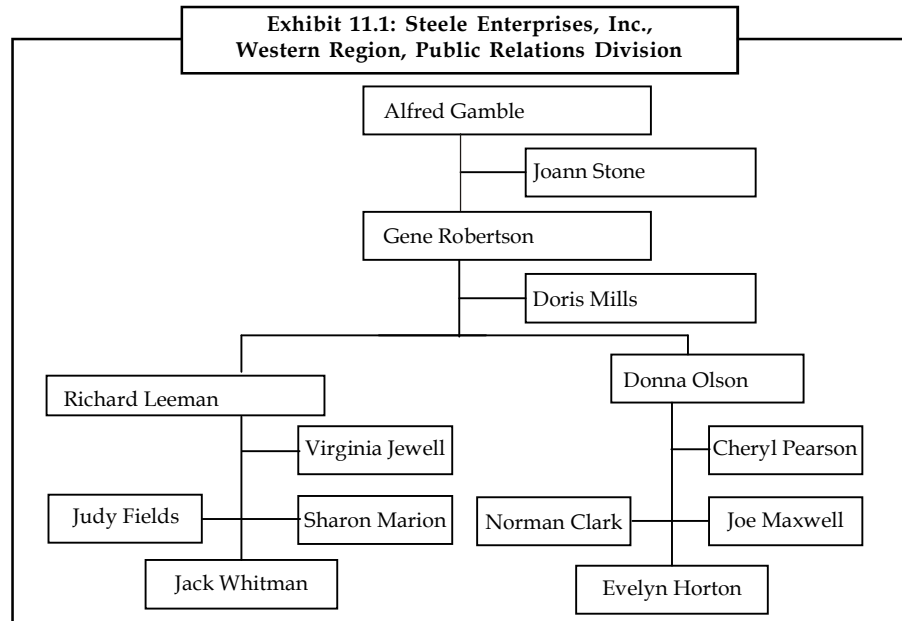 Exhibit 11.1: Steele Enterprises, Inc.,
Western Region, Public Relations Division
Alfred Gamble
Joann Stone
Gene Robertson
Doris Mills
Richard Leeman
Donna Olson
Virginia Jewell
Cheryl Pearson
Judy Fields
Sharon Marion
Norman Clark
Joe Maxwell
Jack Whitman
Evelyn Horton